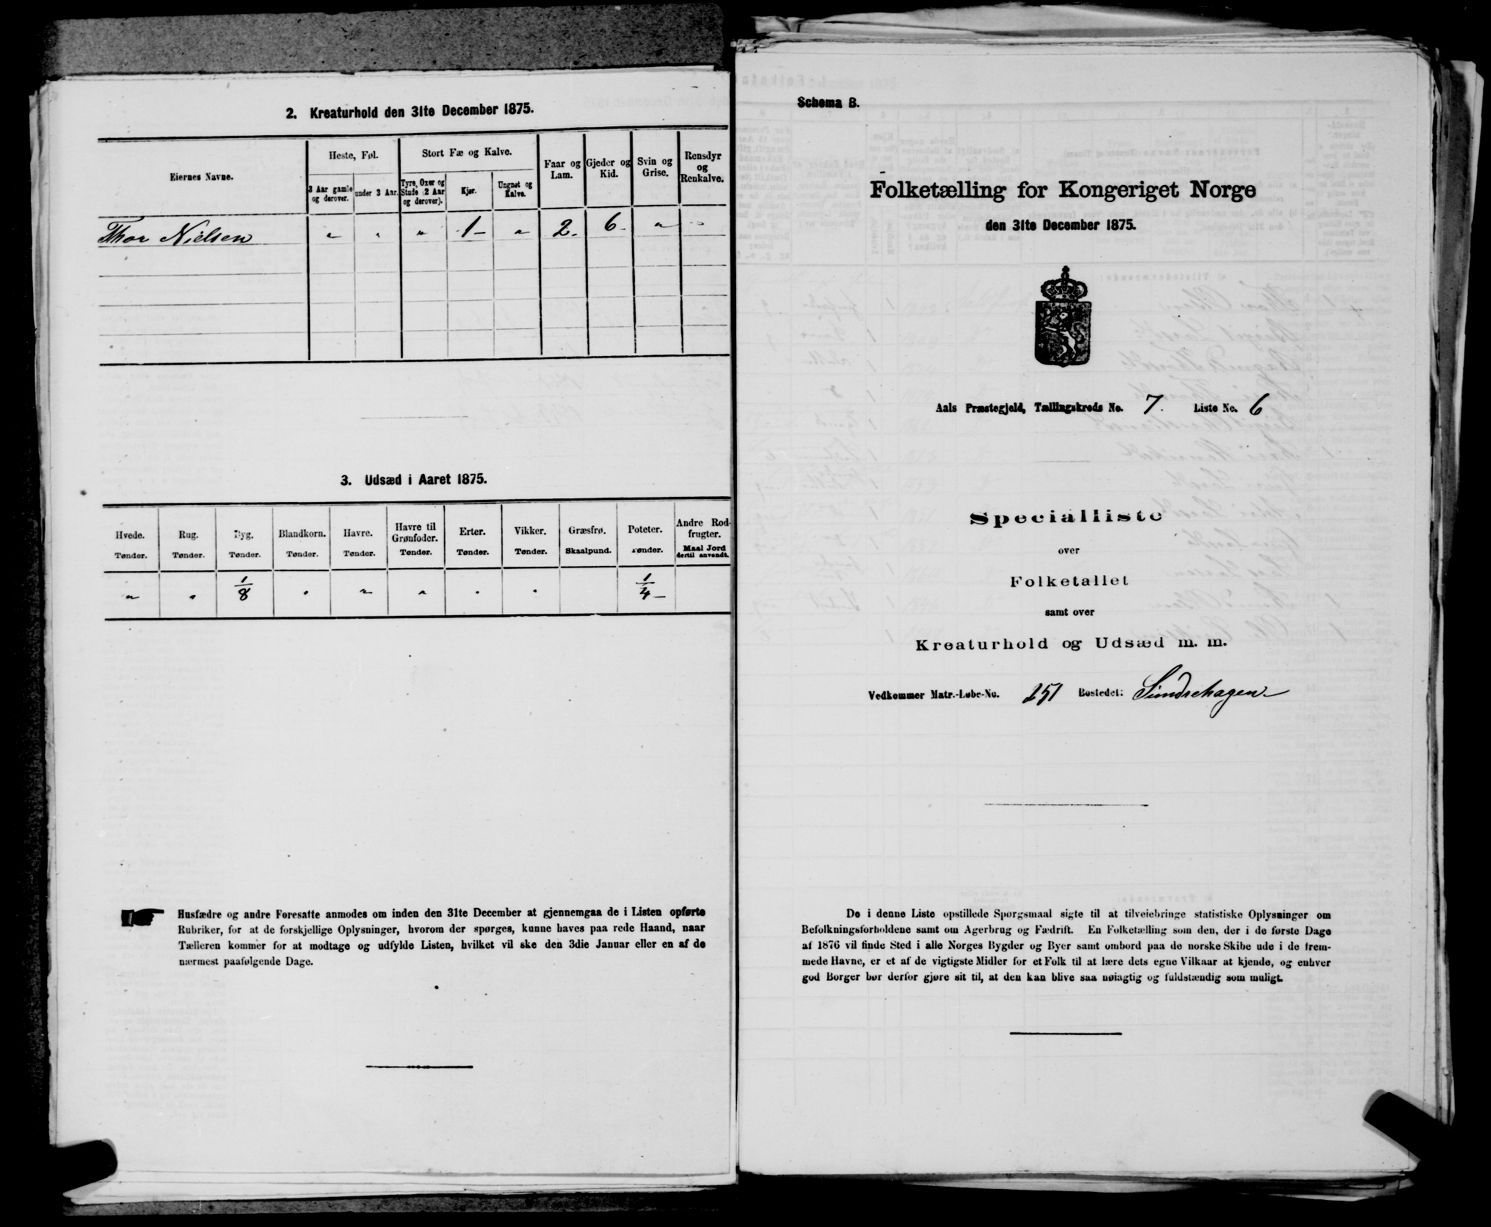 2. Kreaturhold den 31te December 1875.
Eiernes Navne.
Heste, Føl.
3 Aar gamle og derover.
under 3 Aar.
Stort Fæ og Kalve.
Tyre, Oxer og Stude (2 Aar og derover).
Kjør.
Ungnøt og Kalve.
Faar og Lam.
Gjeder og Kid.
Svin og Grise.
Rensdyr og Renkalve.
Thor Nielsen " " " 1 " 2. 6 " "
3. Udsæd i Aaret 1875.
Hvede. Rug. Byg. Blandkorn. Havre. Havre til Grønfoder. Erter. Vikker. Græsfrø. Poteter. Andre Rodfrugter.
Tønder. Tønder. Tønder. Tønder. Tønder. Tønder. Tønder. Tønder. Skaalpund. Tønder. Maal Jord dertil anvendt.
" " 1/8 " " " " " 1/4
Husfædre og andre Foresatte anmodes om inden den 31te December at gjennemgaa de i Listen opførte
Rubriker, for at de forskjellige Oplysninger, hvorom der spørges, kunne haves paa rede Haand, naar
Tælleren kommer for at modtage og udfylde Listen, hvilket vil ske den 3die Januar eller en af de
nærmest paafølgende Dage.
Schema B.
Folketælling for Kongeriget Norge
den 31te December 1875.
Aals Præstegjeld, Tællingskreds No. 7. Liste No. 6
Specialliste
over
Folketallet
samt over
Kreaturhold og Udsæd m. m.
Vedkommer Matr.-Løbe-No. 251 Bostedet: Sundrehagen
De i denne Liste opstillede Spørgsmaal sigte til at tilveiebringe statistiske Oplysninger om
Befolkningsforholdene samt om Agerbrug og Fædrift. En Folketælling som den, der i de første Dage
af 1876 vil finde Sted i alle Norges Bygder og Byer samt ombord paa de norske Skibe ude i de frem-
mede Havne, er et af de vigtigste Midler for et Folk til at lære dets egne Vilkaar at kjende, og enhver
god Borger bør derfor gjøre sit til, at den kan blive saa nøiagtig og fuldstændig som muligt.